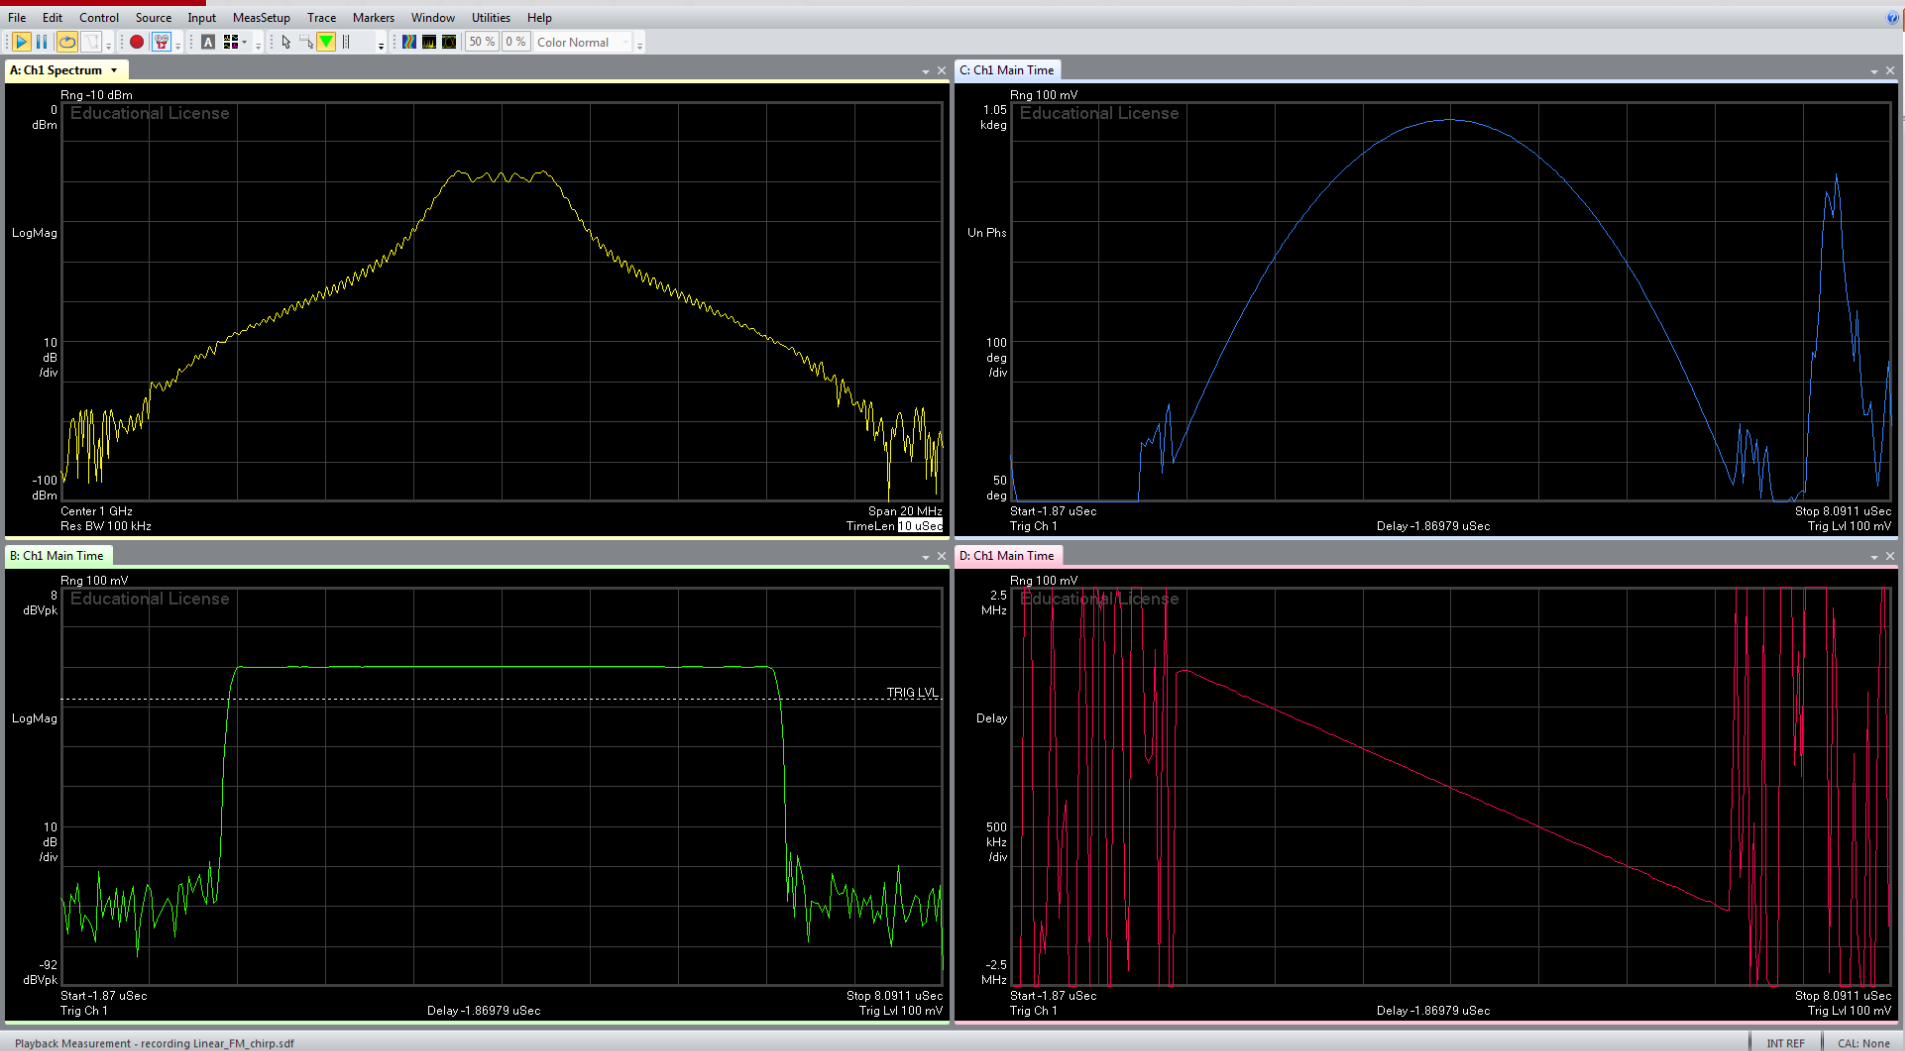 File Edit Control Source Input MeasSetup Trace Markers Window Utilities Help
A 50 % 0 % Color Normal
A: Ch1 Spectrum
Rng -10 dBm
0
dBm
Educational License
LogMag
10
dB
/div
-100
dBm
Center 1 GHz Span 20 MHz
Res BW 100 kHz TimeLen 10 uSec
C: Ch1 Main Time
Rng 100 mV
1.05
kdeg
Educational License
Un Phs
100
deg
/div
50
deg
Start -1.87 uSec Stop 8.0911 uSec
Trig Ch 1 Delay -1.86979 uSec Trig Lvl 100 mV
B: Ch1 Main Time
Rng 100 mV
8
dBVpk
Educational License
TRIG LVL
LogMag
10
dB
/div
-92
dBVpk
Start -1.87 uSec Stop 8.0911 uSec
Trig Ch 1 Delay -1.86979 uSec Trig Lvl 100 mV
D: Ch1 Main Time
Rng 100 mV
2.5
MHz
Educational License
Delay
500
kHz
/div
-2.5
MHz
Start -1.87 uSec Stop 8.0911 uSec
Trig Ch 1 Delay -1.86979 uSec Trig Lvl 100 mV
Playback Measurement - recording Linear_FM_chirp.sdf INT REF CAL: None